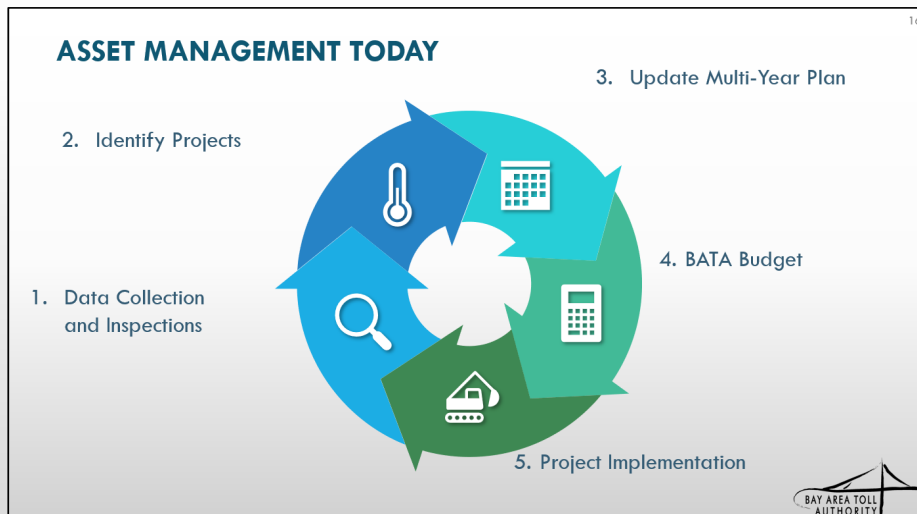 ASSET MANAGEMENT TODAY
3. Update Multi-Year Plan
2. Identify Projects
4. BATA Budget
1. Data Collection
and Inspections
5. Project Implementation
BAY AREA TOLL
AUTHORITY